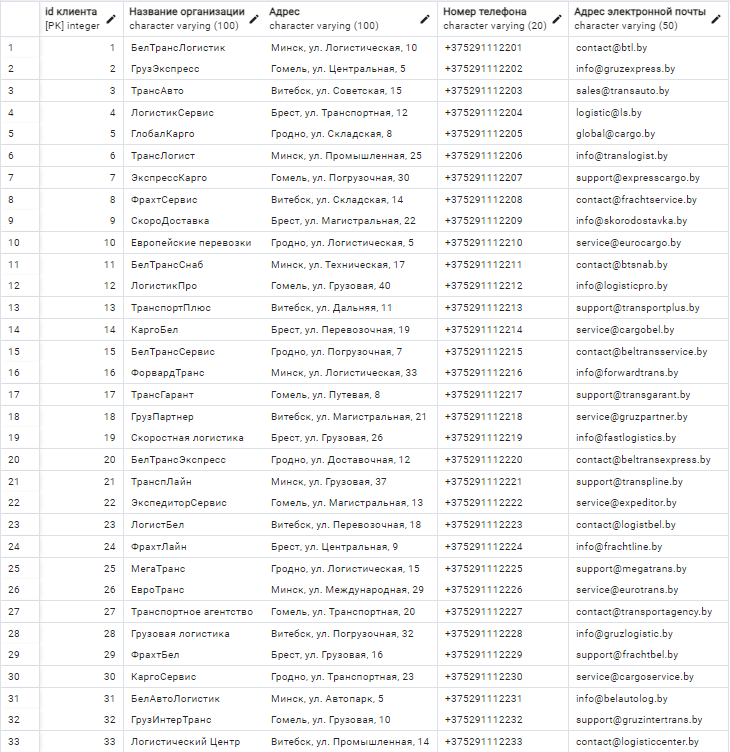 id клиента Название организации Адрес Номер телефона Адрес электронной почты
[PK] integer character varying (100) character varying (100) character varying (20) character varying (50)
1 1 БелТрансЛогистик Минск, ул. Логистическая, 10 +375291112201 contact@btl.by
2 2 ГрузЭкспресс Гомель, ул. Центральная, 5 +375291112202 info@gruzexpress.by
3 3 ТрансАвто Витебск, ул. Советская, 15 +375291112203 sales@transauto.by
4 4 ЛогистикСервис Брест, ул. Транспортная, 12 +375291112204 logistic@ls.by
5 5 ГлобалКарго Гродно, ул. Складская, 8 +375291112205 global@cargo.by
6 6 ТрансЛогист Минск, ул. Промышленная, 25 +375291112206 info@translogist.by
7 7 ЭкспрессКарго Гомель, ул. Погрузочная, 30 +375291112207 support@expresscargo.by
8 8 ФрахтСервис Витебск, ул. Складская, 14 +375291112208 contact@frachtservice.by
9 9 СкороДоставка Брест, ул. Магистральная, 22 +375291112209 info@skorodostavka.by
10 10 Европейские перевозки Гродно, ул. Логистическая, 5 +375291112210 service@eurocargo.by
11 11 БелТрансСнаб Минск, ул. Техническая, 17 +375291112211 contact@btsnab.by
12 12 ЛогистикПро Гомель, ул. Грузовая, 40 +375291112212 info@logisticpro.by
13 13 ТранспортПлюс Витебск, ул. Дальняя, 11 +375291112213 support@transportplus.by
14 14 КаргоБел Брест, ул. Перевозочная, 19 +375291112214 service@cargobel.by
15 15 БелТрансСервис Гродно, ул. Погрузочная, 7 +375291112215 contact@beltransservice.by
16 16 ФорвардТранс Минск, ул. Логистическая, 33 +375291112216 info@forwardtrans.by
17 17 ТрансГарант Гомель, ул. Путевая, 8 +375291112217 support@transgarant.by
18 18 ГрузПартнер Витебск, ул. Магистральная, 21 +375291112218 service@gruzpartner.by
19 19 Скоростная логистика Брест, ул. Грузовая, 26 +375291112219 info@fastlogistics.by
20 20 БелТрансЭкспресс Гродно, ул. Доставочная, 12 +375291112220 contact@beltransexpress.by
21 21 ТранспЛайн Минск, ул. Грузовая, 37 +375291112221 support@transpline.by
22 22 ЭкспедиторСервис Гомель, ул. Магистральная, 13 +375291112222 service@expeditor.by
23 23 ЛогистБел Витебск, ул. Перевозочная, 18 +375291112223 contact@logistbel.by
24 24 ФрахтЛайн Брест, ул. Центральная, 9 +375291112224 info@frachtline.by
25 25 МегаТранс Гродно, ул. Логистическая, 15 +375291112225 support@megatrans.by
26 26 ЕвроТранс Минск, ул. Международная, 29 +375291112226 service@eurotrans.by
27 27 Транспортное агентство Гомель, ул. Транспортная, 20 +375291112227 contact@transportagency.by
28 28 Грузовая логистика Витебск, ул. Погрузочная, 32 +375291112228 info@gruzlogistic.by
29 29 ФрахтБел Брест, ул. Грузовая, 16 +375291112229 support@frachtbel.by
30 30 КаргоСервис Гродно, ул. Транспортная, 23 +375291112230 service@cargoservice.by
31 31 БелАвтоЛогистик Минск, ул. Автопарк, 5 +375291112231 info@belautolog.by
32 32 ГрузИнтерТранс Гомель, ул. Грузовая, 10 +375291112232 support@gruzintertrans.by
33 33 Логистический Центр Витебск, ул. Промышленная, 14 +375291112233 contact@logisticcenter.by